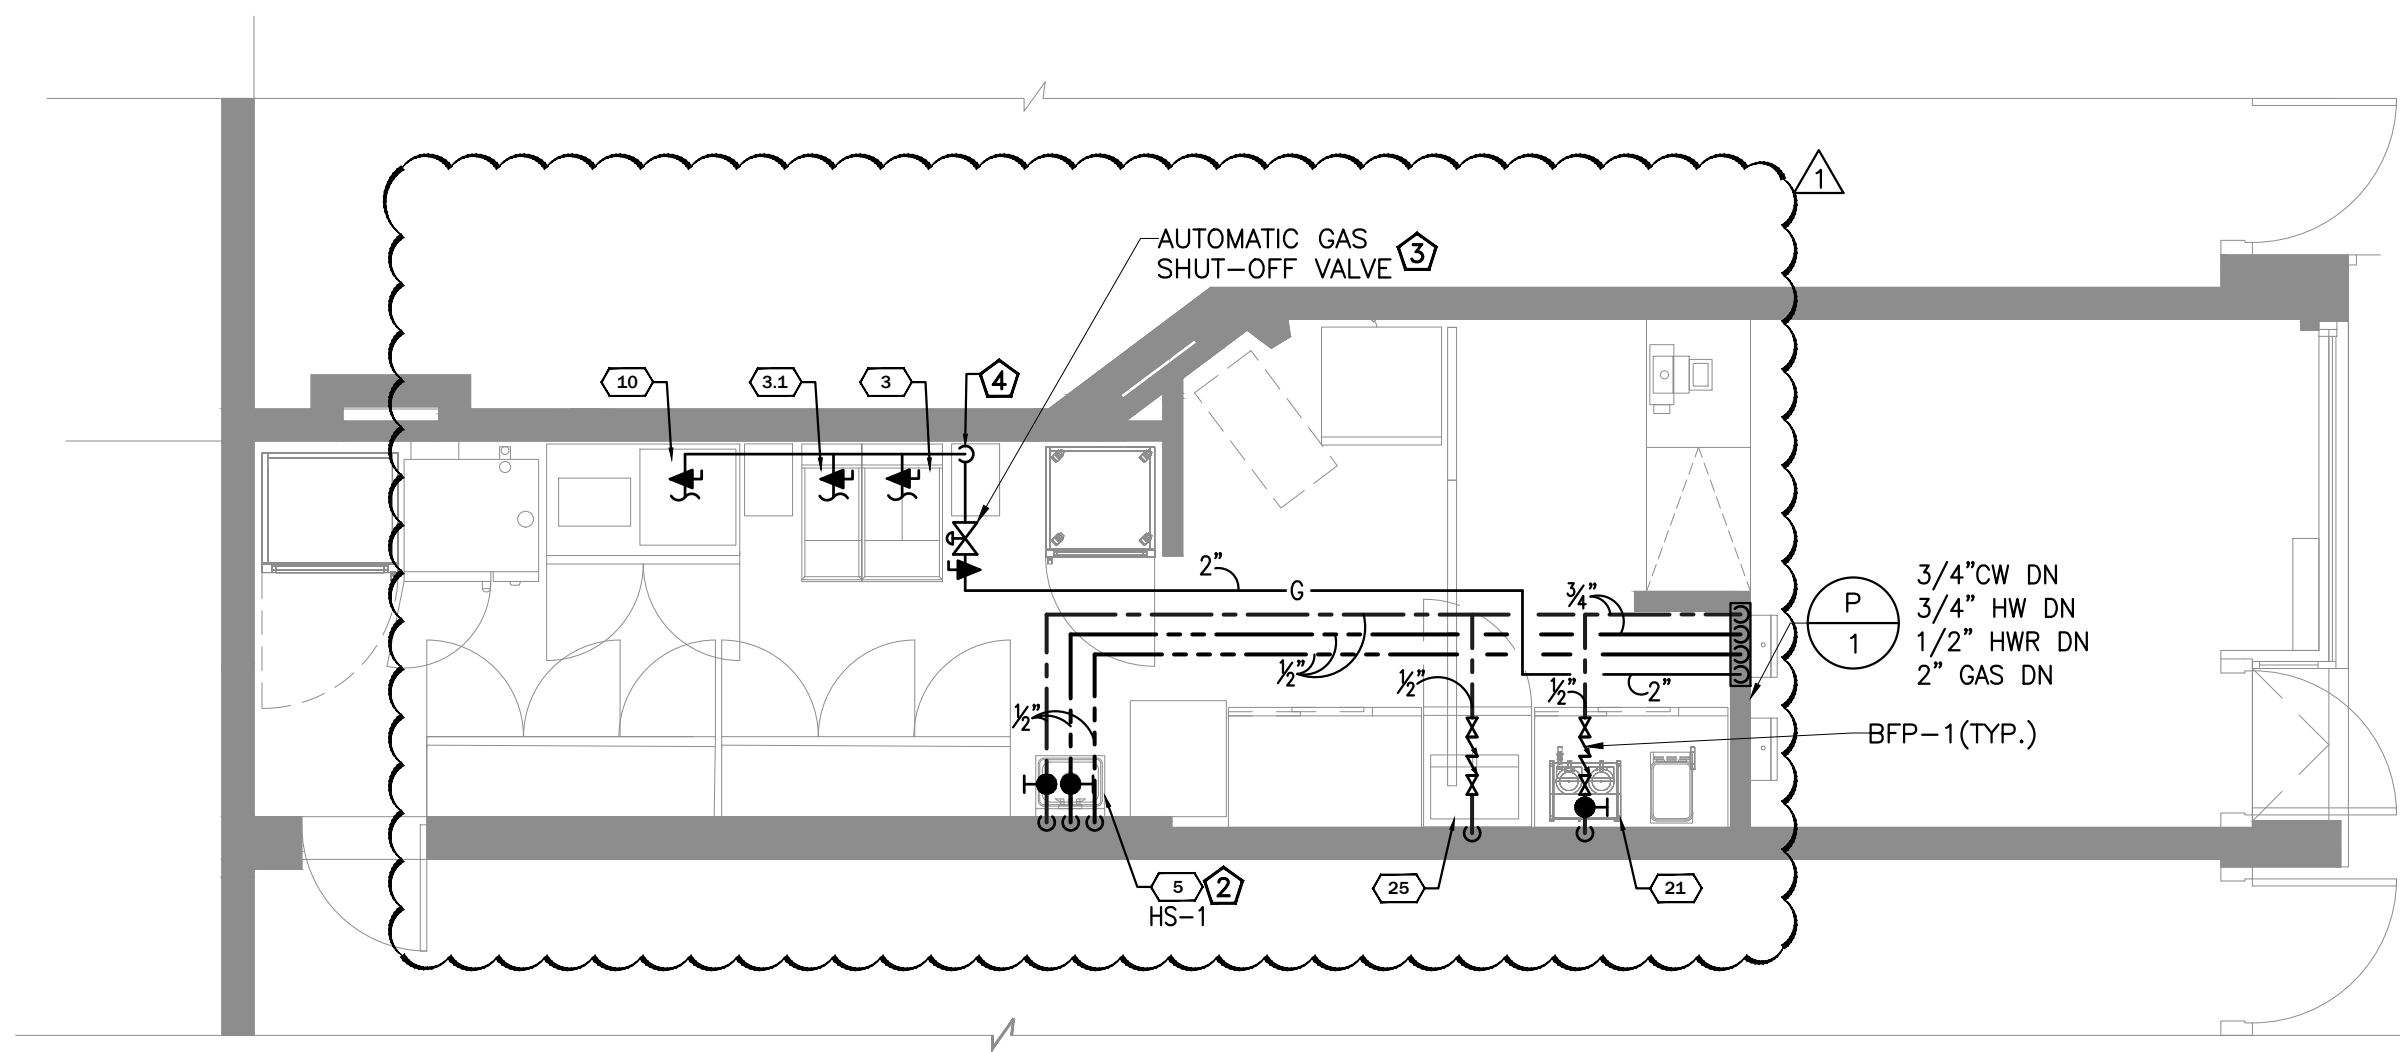 1
AUTOMATIC GAS
SHUT-OFF VALVE
3
10
3.1
3
4
2"
G
3/4"
3/4"CW DN
3/4" HW DN
1/2" HWR DN
2" GAS DN
P
1
1/2"
1/2"
1/2"
2"
1/2"
BFP-1(TYP.)
5
2
HS-1
25
21